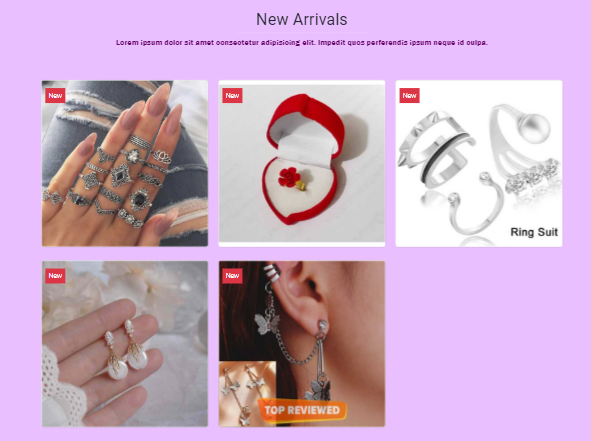 New Arrivals
Lorem ipsum dolor sit amet consectetur adipisicing elit. Impedit quos perferendis ipsum neque id culpa.
New
New
New
Ring Suit
New
New
TOP REVIEWED